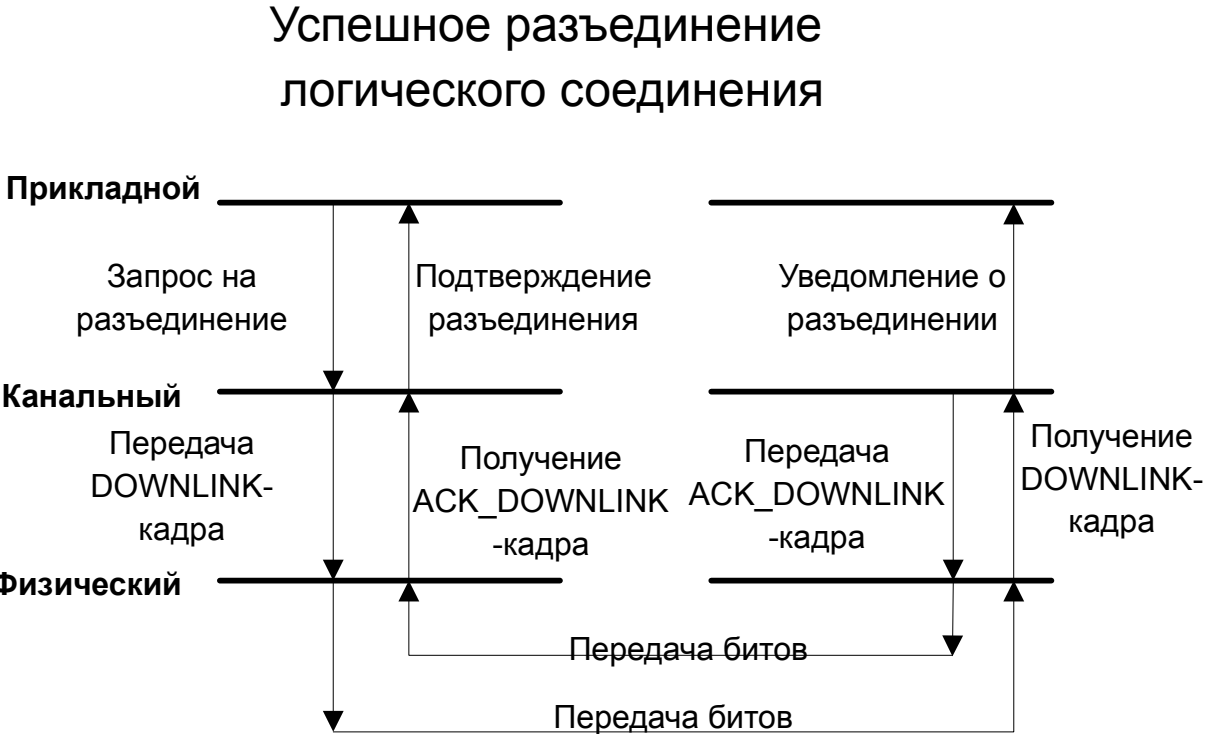 Успешное разъединение
логического соединения
Прикладной
Запрос на
разъединение
Подтверждение
разъединения
Уведомление о
разъединении
Канальный
Передача
DOWNLINK-
кадра
Получение
ACK_DOWNLINK
-кадра
Передача
ACK_DOWNLINK
-кадра
Получение
DOWNLINK-
кадра
Физический
Передача битов
Передача битов